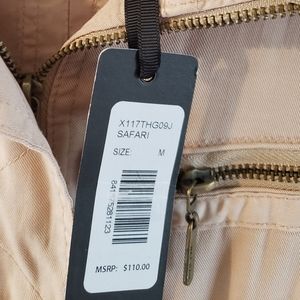 X117THG09J
SAFARI
SIZE: M
MSRP: $110.00